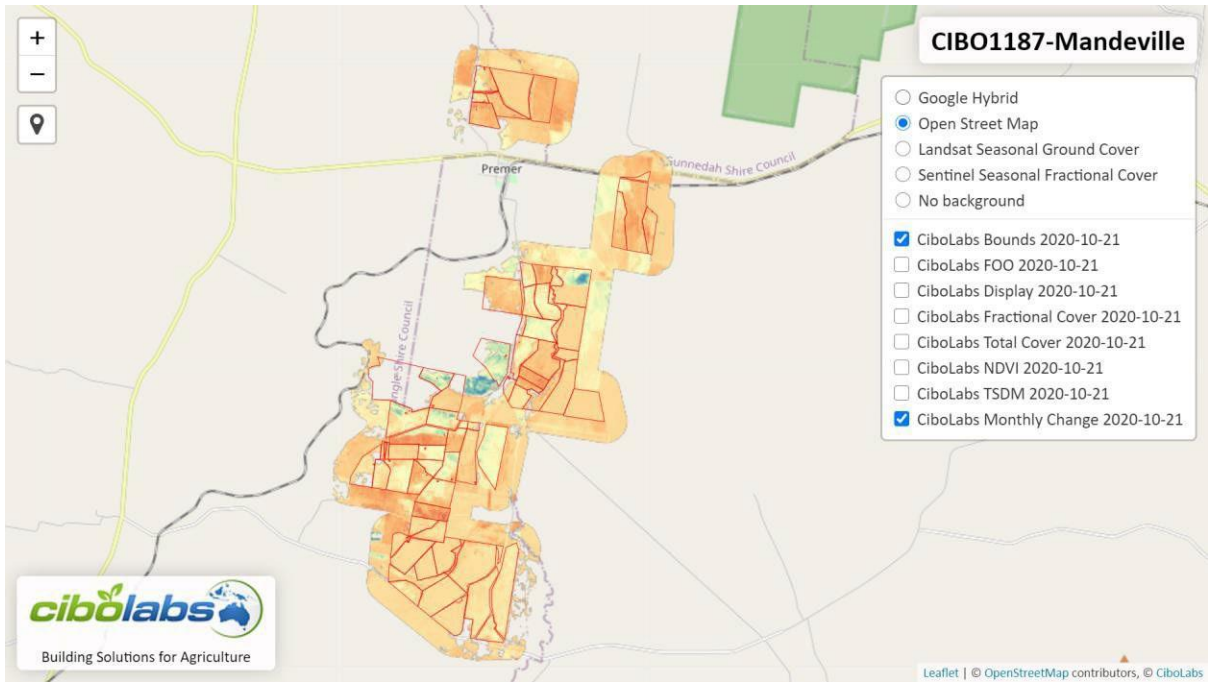 +
−
CIBO1187-Mandeville
Google Hybrid
Open Street Map
Landsat Seasonal Ground Cover
Sentinel Seasonal Fractional Cover
No background
CiboLabs Bounds 2020-10-21
CiboLabs FOO 2020-10-21
CiboLabs Display 2020-10-21
CiboLabs Fractional Cover 2020-10-21
CiboLabs Total Cover 2020-10-21
CiboLabs NDVI 2020-10-21
CiboLabs TSDM 2020-10-21
CiboLabs Monthly Change 2020-10-21
Gunnedah Shire Council
Premer
Shire Council
cibolabs
Building Solutions for Agriculture
Leaflet | © OpenStreetMap contributors, © CiboLabs